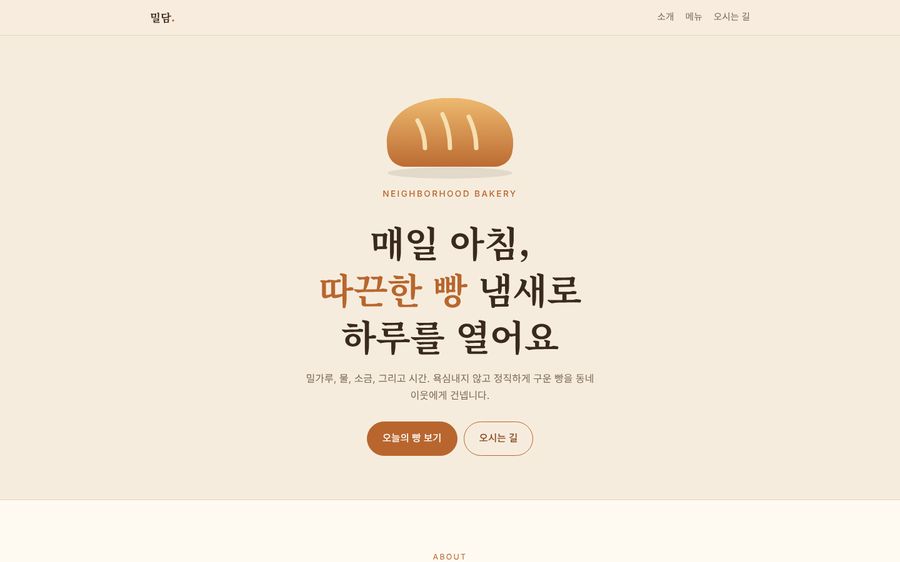 밀담.
소개 메뉴 오시는 길
NEIGHBORHOOD BAKERY
매일 아침,
따끈한 빵 냄새로
하루를 열어요
밀가루, 물, 소금, 그리고 시간. 욕심내지 않고 정직하게 구운 빵을 동네
이웃에게 건넵니다.
오늘의 빵 보기 오시는 길
ABOUT